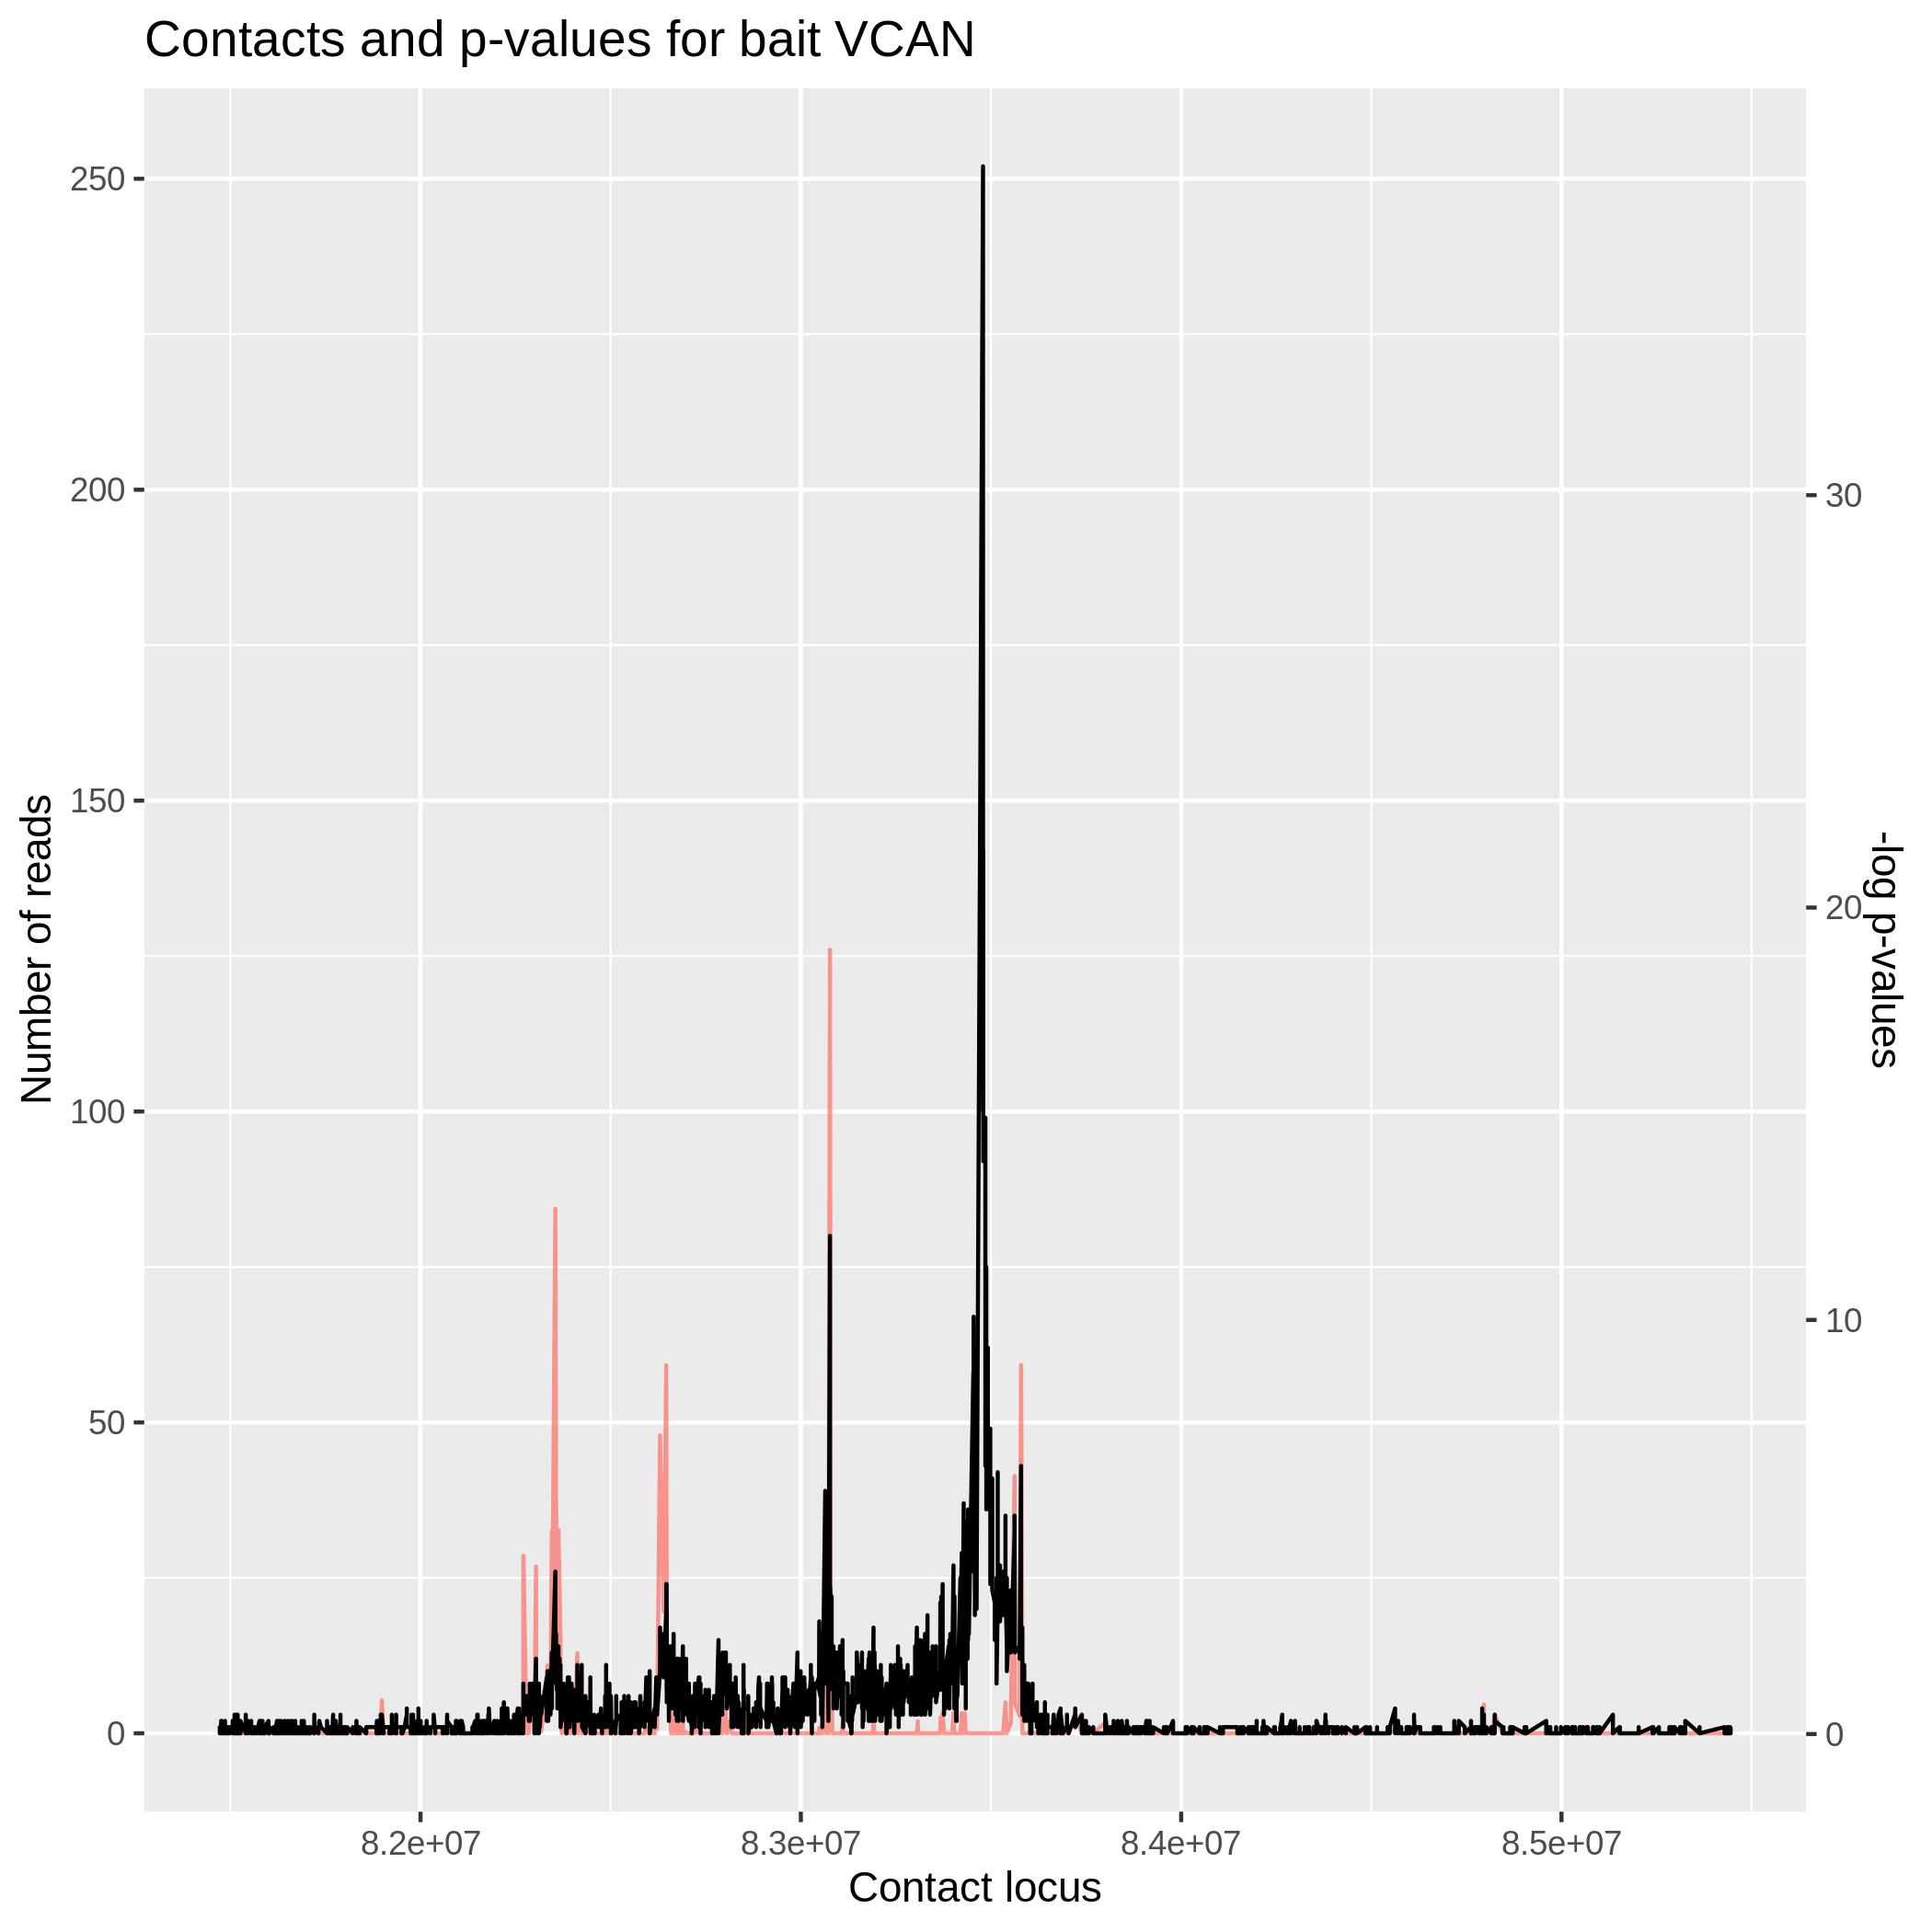 Contacts and p-values for bait VCAN
250
200
150
100
50
0
Number of reads
30
20
10
0
-log p-values
8.2e+07
8.3e+07
8.4e+07
8.5e+07
Contact locus